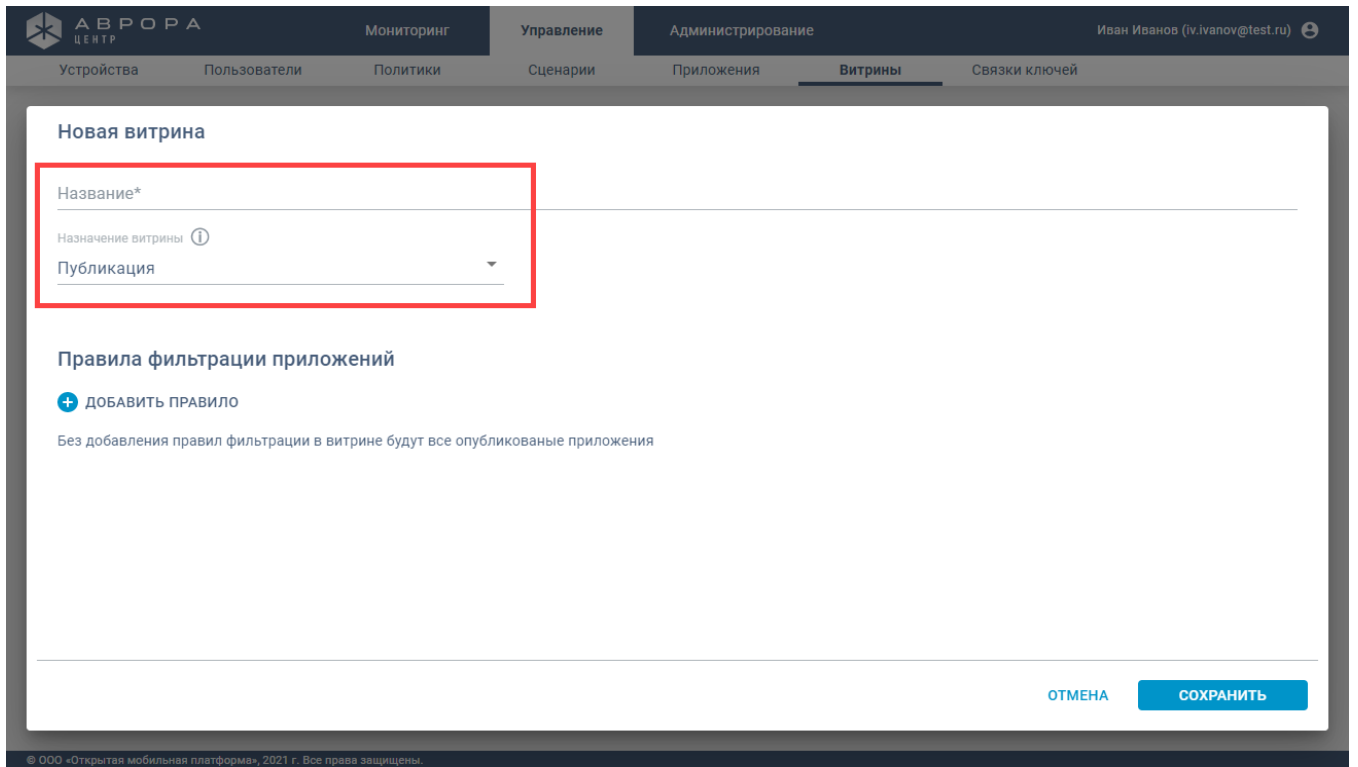 АВРОРА
ЦЕНТР
Мониторинг Управление Администрирование Иван Иванов (iv.ivanov@test.ru)
Устройства Пользователи Политики Сценарии Приложения Витрины Связки ключей
Новая витрина
Название*
Назначение витрины
Публикация
Правила фильтрации приложений
ДОБАВИТЬ ПРАВИЛО
Без добавления правил фильтрации в витрине будут все опубликованые приложения
ОТМЕНА СОХРАНИТЬ
© ООО «Открытая мобильная платформа», 2021 г. Все права защищены.